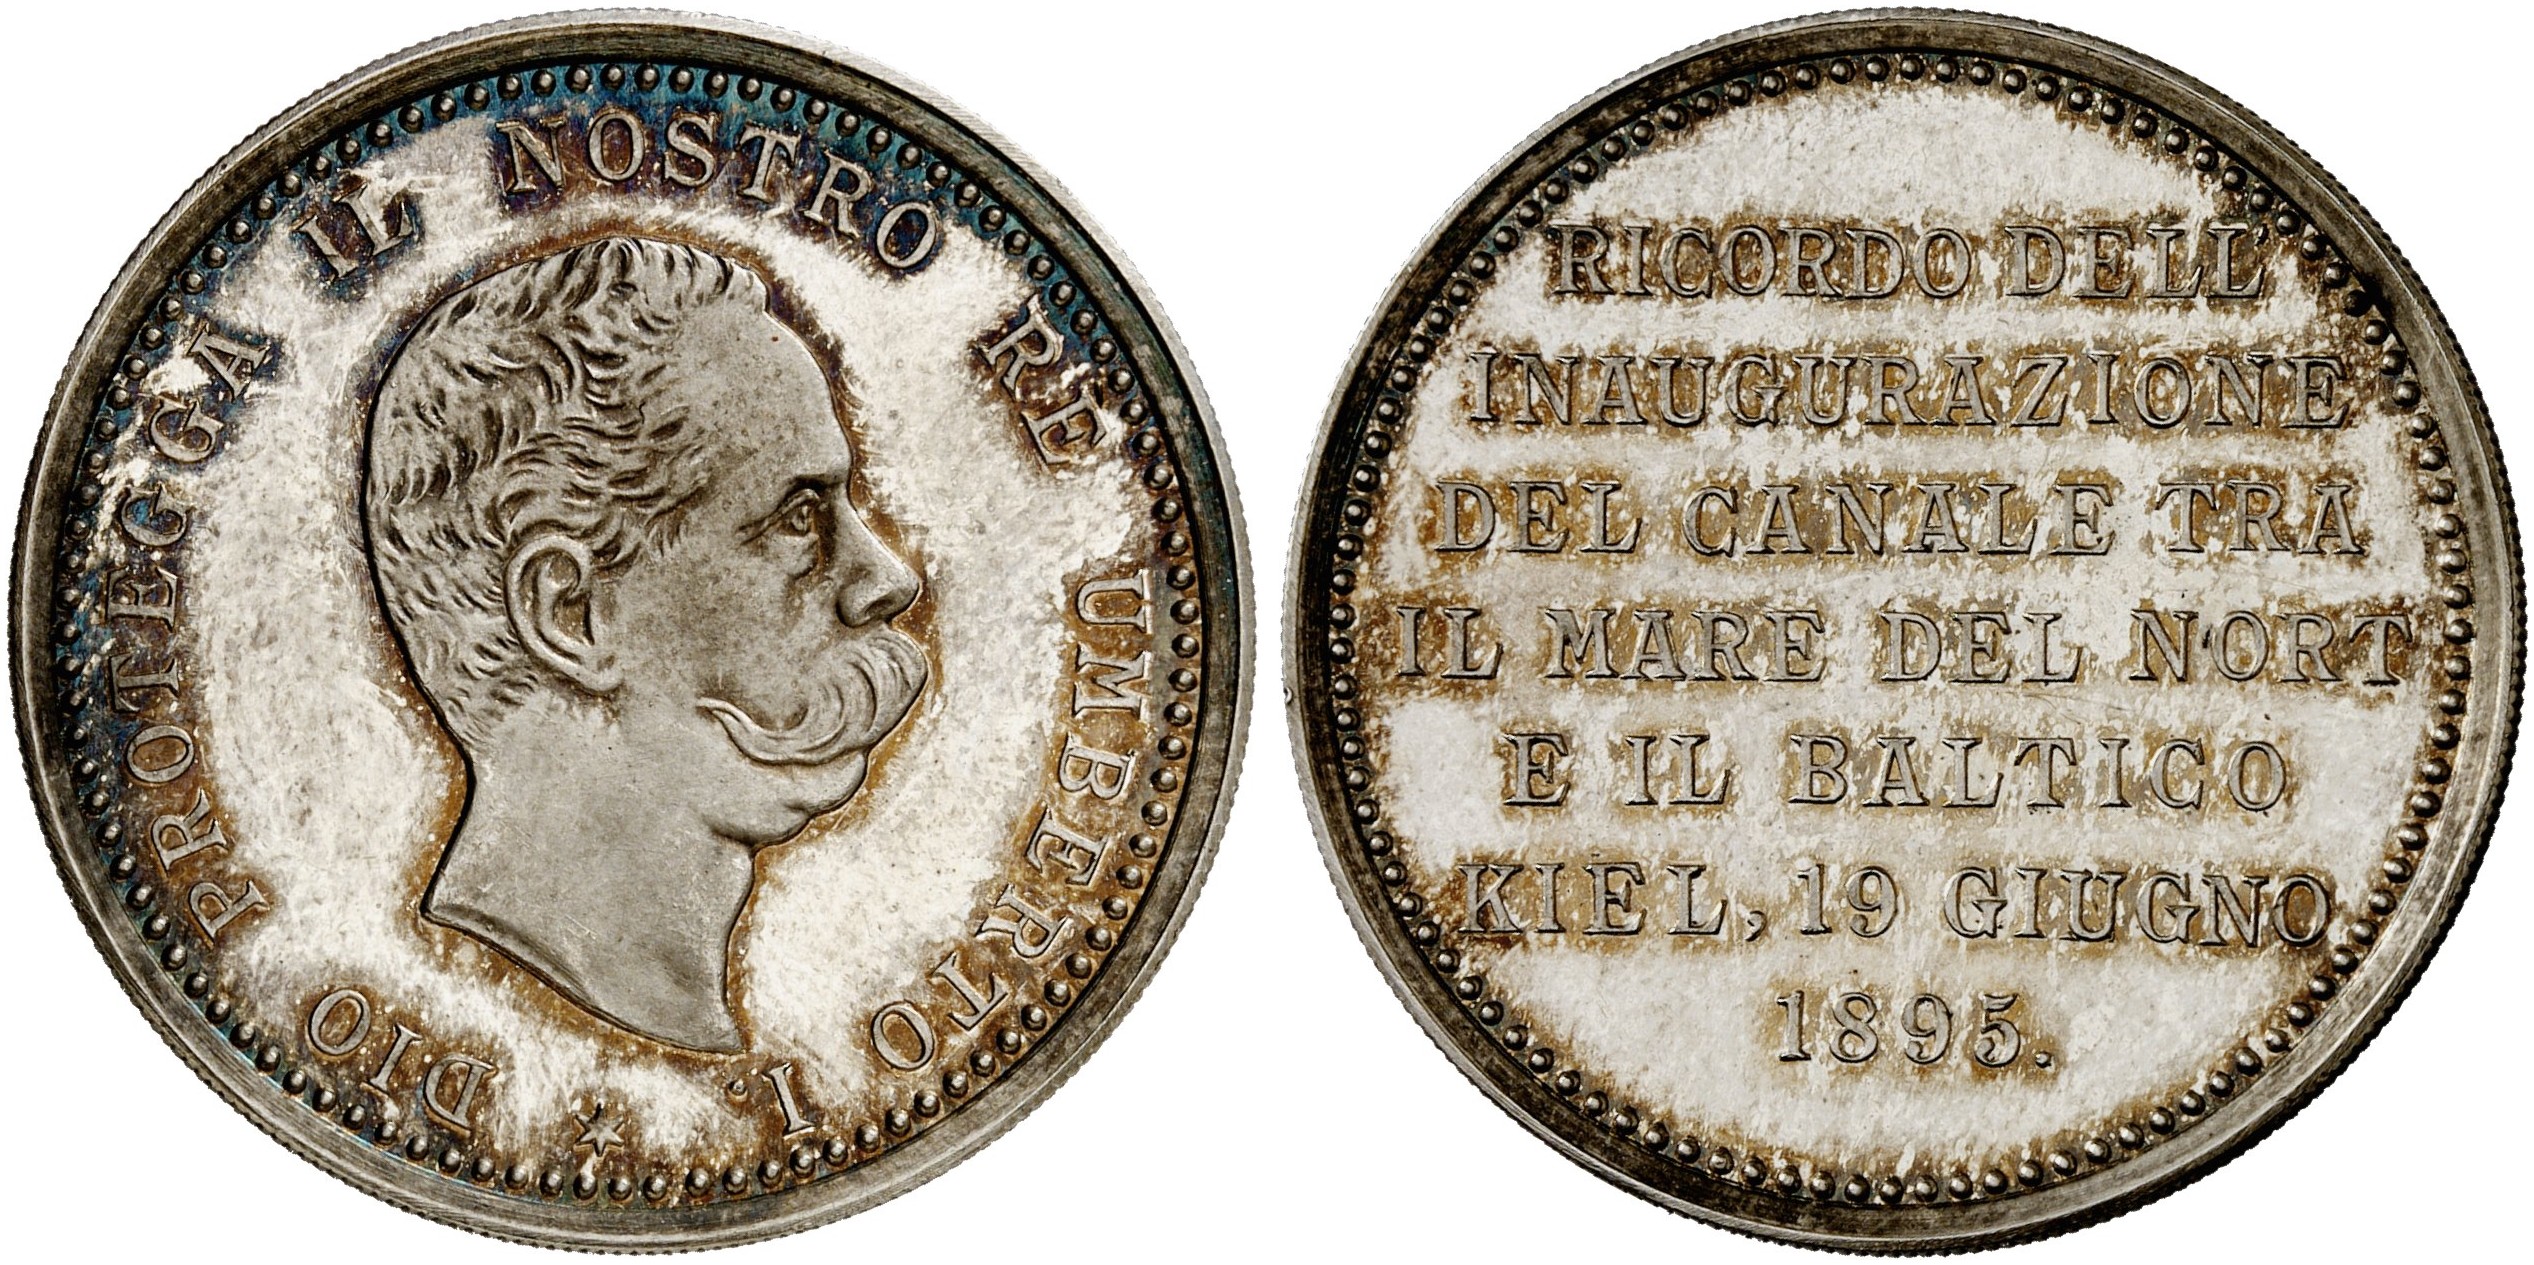 DIO PROTEGGA IL NOSTRO RE UMBERTO I.
RICORDO DELL'
INAUGURAZIONE
DEL CANALE TRA
IL MARE DEL NORT
E IL BALTICO
KIEL, 19 GIUGNO
1895.